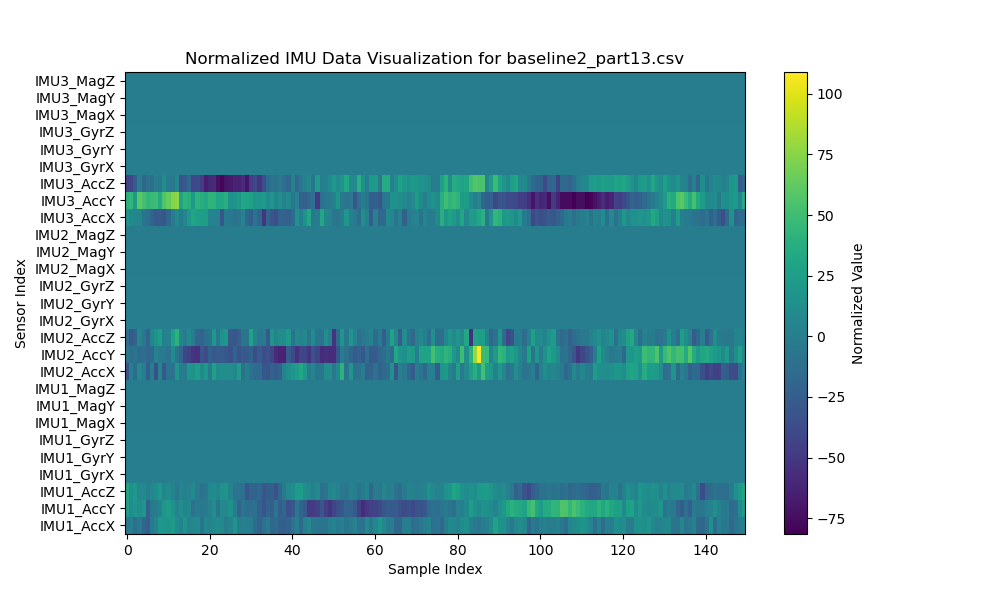 Normalized IMU Data Visualization for baseline2_part13.csv
IMU3_MagZ
IMU3_MagY
IMU3_MagX
IMU3_GyrZ
IMU3_GyrY
IMU3_GyrX
IMU3_AccZ
IMU3_AccY
IMU3_AccX
IMU2_MagZ
IMU2_MagY
IMU2_MagX
IMU2_GyrZ
IMU2_GyrY
IMU2_GyrX
IMU2_AccZ
IMU2_AccY
IMU2_AccX
IMU1_MagZ
IMU1_MagY
IMU1_MagX
IMU1_GyrZ
IMU1_GyrY
IMU1_GyrX
IMU1_AccZ
IMU1_AccY
IMU1_AccX
Sensor Index
0 20 40 60 80 100 120 140
Sample Index
100
75
50
25
0
−25
−50
−75
Normalized Value